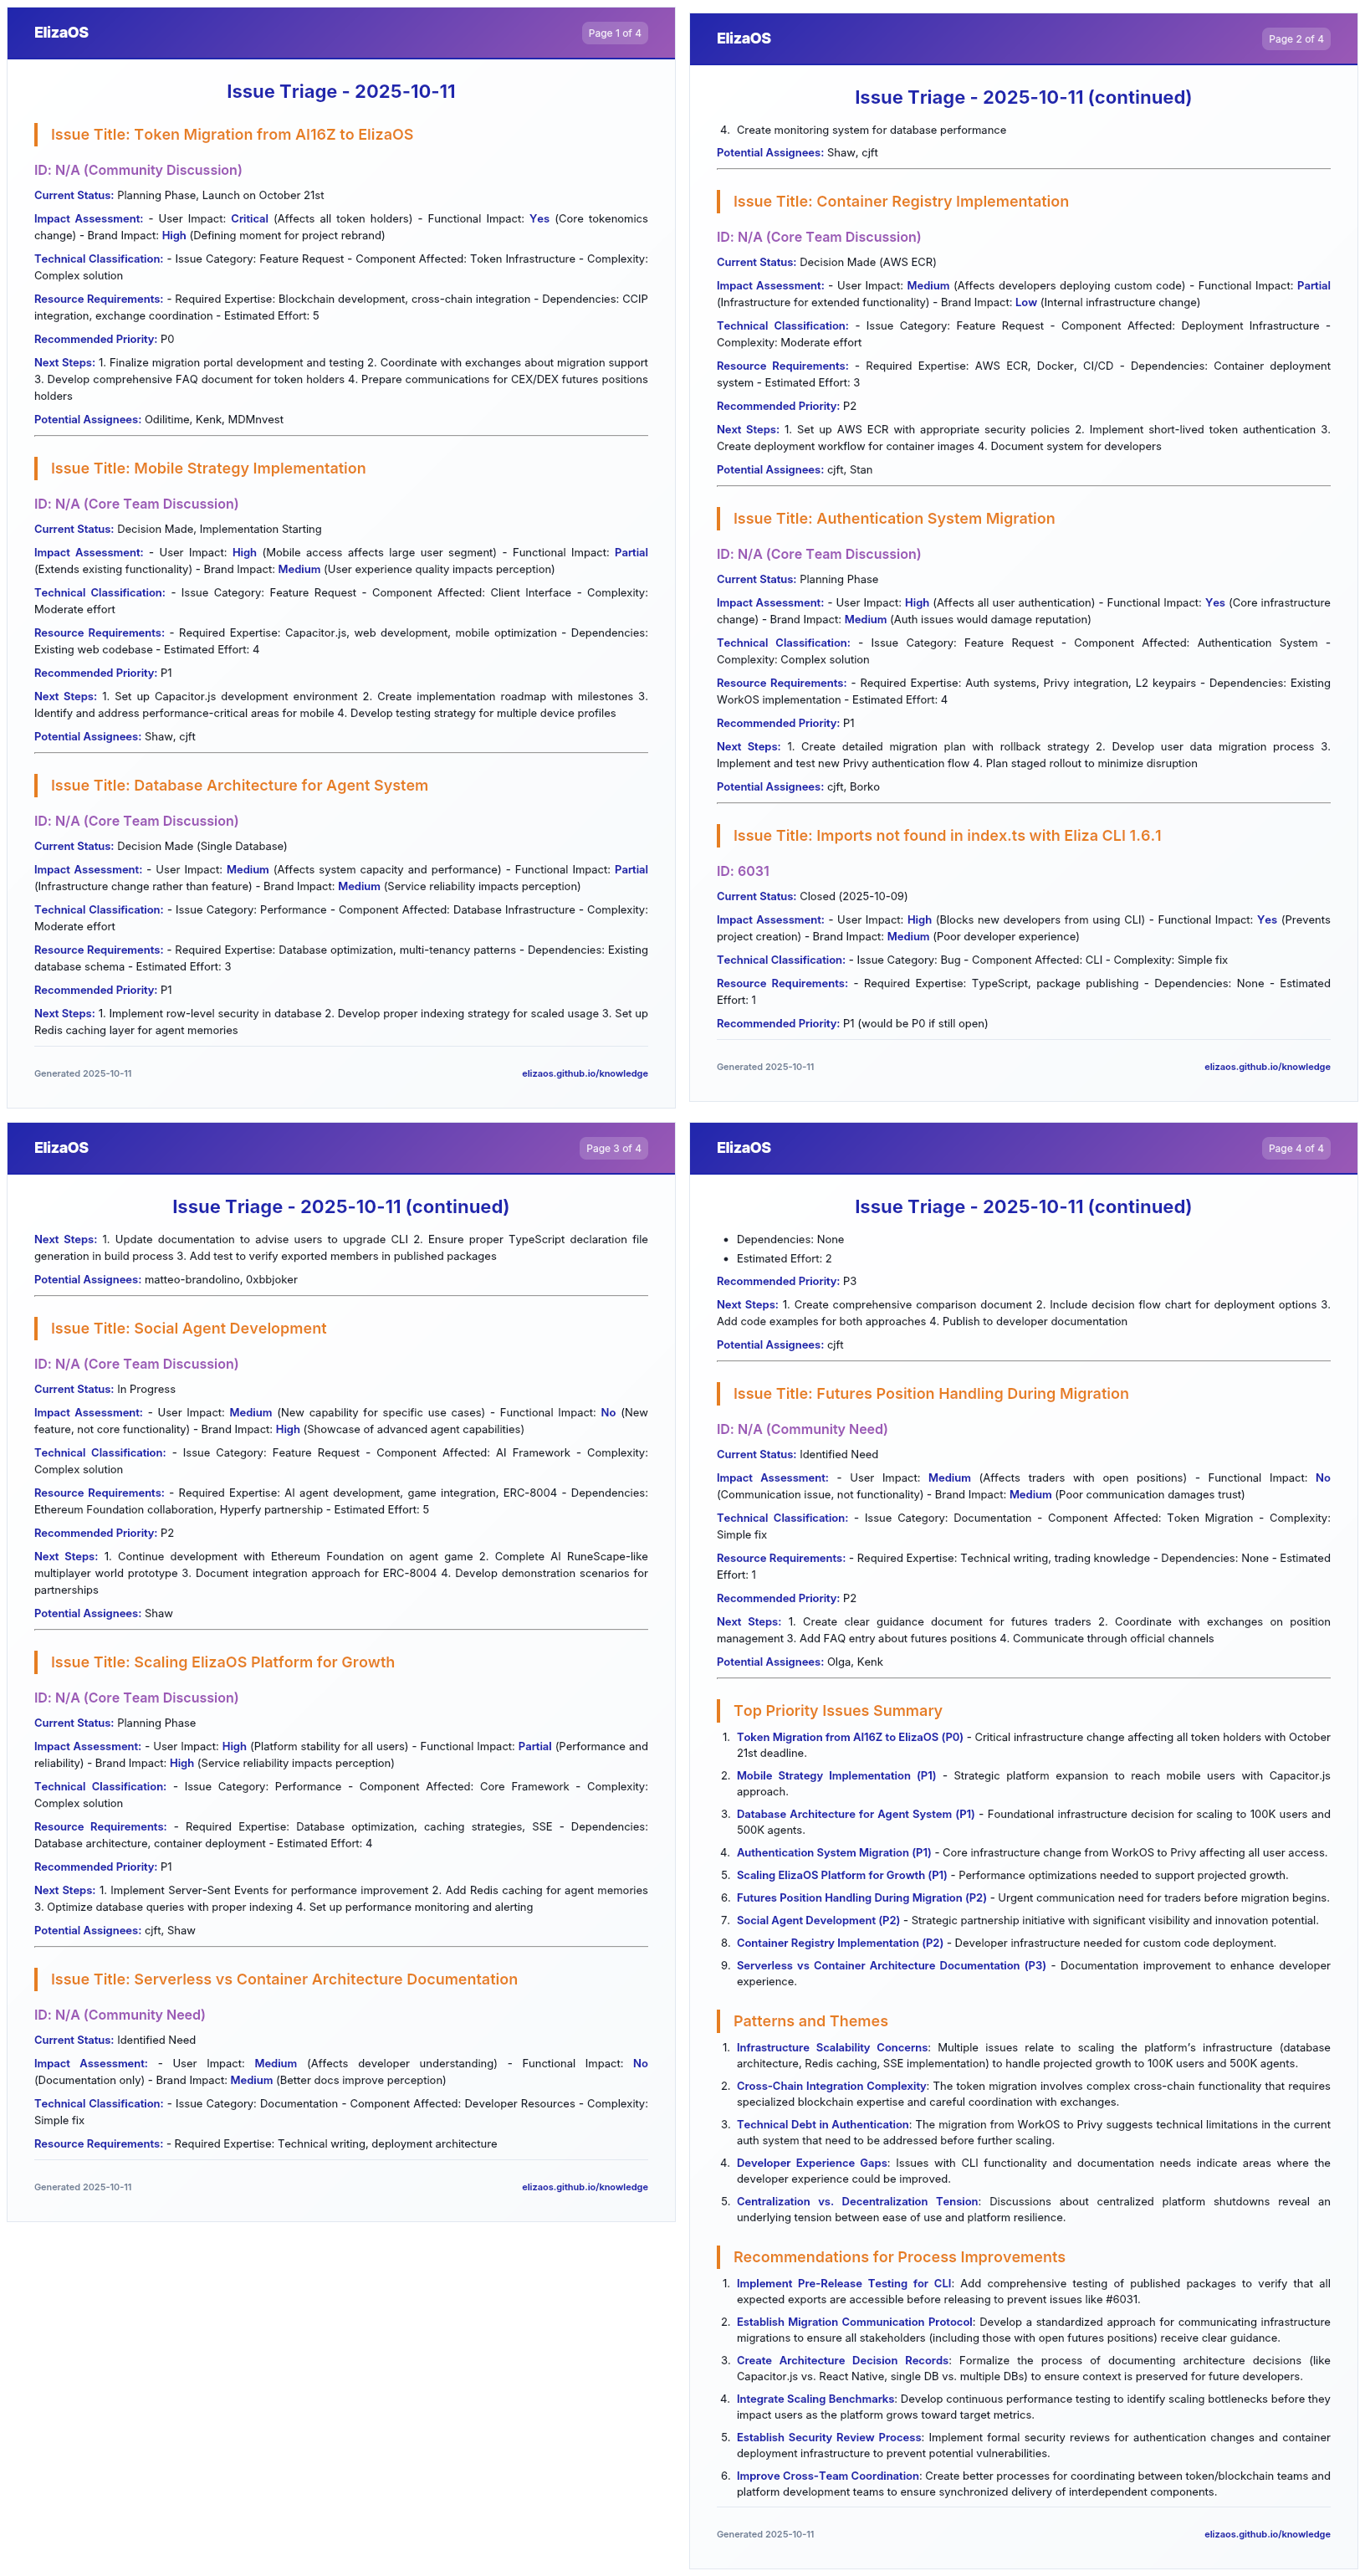 ElizaOS
Page 1 of 4
Issue Triage - 2025-10-11
Issue Title: Token Migration from AI16Z to ElizaOS
ID: N/A (Community Discussion)
Current Status: Planning Phase, Launch on October 21st
Impact Assessment: - User Impact: Critical (Affects all token holders) - Functional Impact: Yes (Core tokenomics
change) - Brand Impact: High (Defining moment for project rebrand)
Technical Classification: - Issue Category: Feature Request - Component Affected: Token Infrastructure - Complexity:
Complex solution
Resource Requirements: - Required Expertise: Blockchain development, cross-chain integration - Dependencies: CCIP
integration, exchange coordination - Estimated Effort: 5
Recommended Priority: P0
Next Steps: 1. Finalize migration portal development and testing 2. Coordinate with exchanges about migration support
3. Develop comprehensive FAQ document for token holders 4. Prepare communications for CEX/DEX futures positions
holders
Potential Assignees: Odilitime, Kenk, MDMnvest
Issue Title: Mobile Strategy Implementation
ID: N/A (Core Team Discussion)
Current Status: Decision Made, Implementation Starting
Impact Assessment: - User Impact: High (Mobile access affects large user segment) - Functional Impact: Partial
(Extends existing functionality) - Brand Impact: Medium (User experience quality impacts perception)
Technical Classification: - Issue Category: Feature Request - Component Affected: Client Interface - Complexity:
Moderate effort
Resource Requirements: - Required Expertise: Capacitor.js, web development, mobile optimization - Dependencies:
Existing web codebase - Estimated Effort: 4
Recommended Priority: P1
Next Steps: 1. Set up Capacitor.js development environment 2. Create implementation roadmap with milestones 3.
Identify and address performance-critical areas for mobile 4. Develop testing strategy for multiple device profiles
Potential Assignees: Shaw, cjft
Issue Title: Database Architecture for Agent System
ID: N/A (Core Team Discussion)
Current Status: Decision Made (Single Database)
Impact Assessment: - User Impact: Medium (Affects system capacity and performance) - Functional Impact: Partial
(Infrastructure change rather than feature) - Brand Impact: Medium (Service reliability impacts perception)
Technical Classification: - Issue Category: Performance - Component Affected: Database Infrastructure - Complexity:
Moderate effort
Resource Requirements: - Required Expertise: Database optimization, multi-tenancy patterns - Dependencies: Existing
database schema - Estimated Effort: 3
Recommended Priority: P1
Next Steps: 1. Implement row-level security in database 2. Develop proper indexing strategy for scaled usage 3. Set up
Redis caching layer for agent memories
Generated 2025-10-11
elizaos.github.io/knowledge
ElizaOS
Page 2 of 4
Issue Triage - 2025-10-11 (continued)
4. Create monitoring system for database performance
Potential Assignees: Shaw, cjft
Issue Title: Container Registry Implementation
ID: N/A (Core Team Discussion)
Current Status: Decision Made (AWS ECR)
Impact Assessment: - User Impact: Medium (Affects developers deploying custom code) - Functional Impact: Partial
(Infrastructure for extended functionality) - Brand Impact: Low (Internal infrastructure change)
Technical Classification: - Issue Category: Feature Request - Component Affected: Deployment Infrastructure -
Complexity: Moderate effort
Resource Requirements: - Required Expertise: AWS ECR, Docker, CI/CD - Dependencies: Container deployment
system - Estimated Effort: 3
Recommended Priority: P2
Next Steps: 1. Set up AWS ECR with appropriate security policies 2. Implement short-lived token authentication 3.
Create deployment workflow for container images 4. Document system for developers
Potential Assignees: cjft, Stan
Issue Title: Authentication System Migration
ID: N/A (Core Team Discussion)
Current Status: Planning Phase
Impact Assessment: - User Impact: High (Affects all user authentication) - Functional Impact: Yes (Core infrastructure
change) - Brand Impact: Medium (Auth issues would damage reputation)
Technical Classification: - Issue Category: Feature Request - Component Affected: Authentication System -
Complexity: Complex solution
Resource Requirements: - Required Expertise: Auth systems, Privy integration, L2 keypairs - Dependencies: Existing
WorkOS implementation - Estimated Effort: 4
Recommended Priority: P1
Next Steps: 1. Create detailed migration plan with rollback strategy 2. Develop user data migration process 3.
Implement and test new Privy authentication flow 4. Plan staged rollout to minimize disruption
Potential Assignees: cjft, Borko
Issue Title: Imports not found in index.ts with Eliza CLI 1.6.1
ID: 6031
Current Status: Closed (2025-10-09)
Impact Assessment: - User Impact: High (Blocks new developers from using CLI) - Functional Impact: Yes (Prevents
project creation) - Brand Impact: Medium (Poor developer experience)
Technical Classification: - Issue Category: Bug - Component Affected: CLI - Complexity: Simple fix
Resource Requirements: - Required Expertise: TypeScript, package publishing - Dependencies: None - Estimated
Effort: 1
Recommended Priority: P1 (would be P0 if still open)
Generated 2025-10-11
elizaos.github.io/knowledge
ElizaOS
Page 3 of 4
Issue Triage - 2025-10-11 (continued)
Next Steps: 1. Update documentation to advise users to upgrade CLI 2. Ensure proper TypeScript declaration file
generation in build process 3. Add test to verify exported members in published packages
Potential Assignees: matteo-brandolino, 0xbbjoker
Issue Title: Social Agent Development
ID: N/A (Core Team Discussion)
Current Status: In Progress
Impact Assessment: - User Impact: Medium (New capability for specific use cases) - Functional Impact: No (New
feature, not core functionality) - Brand Impact: High (Showcase of advanced agent capabilities)
Technical Classification: - Issue Category: Feature Request - Component Affected: AI Framework - Complexity:
Complex solution
Resource Requirements: - Required Expertise: AI agent development, game integration, ERC-8004 - Dependencies:
Ethereum Foundation collaboration, Hyperfy partnership - Estimated Effort: 5
Recommended Priority: P2
Next Steps: 1. Continue development with Ethereum Foundation on agent game 2. Complete AI RuneScape-like
multiplayer world prototype 3. Document integration approach for ERC-8004 4. Develop demonstration scenarios for
partnerships
Potential Assignees: Shaw
Issue Title: Scaling ElizaOS Platform for Growth
ID: N/A (Core Team Discussion)
Current Status: Planning Phase
Impact Assessment: - User Impact: High (Platform stability for all users) - Functional Impact: Partial (Performance and
reliability) - Brand Impact: High (Service reliability impacts perception)
Technical Classification: - Issue Category: Performance - Component Affected: Core Framework - Complexity:
Complex solution
Resource Requirements: - Required Expertise: Database optimization, caching strategies, SSE - Dependencies:
Database architecture, container deployment - Estimated Effort: 4
Recommended Priority: P1
Next Steps: 1. Implement Server-Sent Events for performance improvement 2. Add Redis caching for agent memories
3. Optimize database queries with proper indexing 4. Set up performance monitoring and alerting
Potential Assignees: cjft, Shaw
Issue Title: Serverless vs Container Architecture Documentation
ID: N/A (Community Need)
Current Status: Identified Need
Impact Assessment: - User Impact: Medium (Affects developer understanding) - Functional Impact: No
(Documentation only) - Brand Impact: Medium (Better docs improve perception)
Technical Classification: - Issue Category: Documentation - Component Affected: Developer Resources - Complexity:
Simple fix
Resource Requirements: - Required Expertise: Technical writing, deployment architecture
Generated 2025-10-11
elizaos.github.io/knowledge
ElizaOS
Page 4 of 4
Issue Triage - 2025-10-11 (continued)
• Dependencies: None
• Estimated Effort: 2
Recommended Priority: P3
Next Steps: 1. Create comprehensive comparison document 2. Include decision flow chart for deployment options 3.
Add code examples for both approaches 4. Publish to developer documentation
Potential Assignees: cjft
Issue Title: Futures Position Handling During Migration
ID: N/A (Community Need)
Current Status: Identified Need
Impact Assessment: - User Impact: Medium (Affects traders with open positions) - Functional Impact: No
(Communication issue, not functionality) - Brand Impact: Medium (Poor communication damages trust)
Technical Classification: - Issue Category: Documentation - Component Affected: Token Migration - Complexity:
Simple fix
Resource Requirements: - Required Expertise: Technical writing, trading knowledge - Dependencies: None - Estimated
Effort: 1
Recommended Priority: P2
Next Steps: 1. Create clear guidance document for futures traders 2. Coordinate with exchanges on position
management 3. Add FAQ entry about futures positions 4. Communicate through official channels
Potential Assignees: Olga, Kenk
Top Priority Issues Summary
1. Token Migration from AI16Z to ElizaOS (P0) - Critical infrastructure change affecting all token holders with October
21st deadline.
2. Mobile Strategy Implementation (P1) - Strategic platform expansion to reach mobile users with Capacitor.js
approach.
3. Database Architecture for Agent System (P1) - Foundational infrastructure decision for scaling to 100K users and
500K agents.
4. Authentication System Migration (P1) - Core infrastructure change from WorkOS to Privy affecting all user access.
5. Scaling ElizaOS Platform for Growth (P1) - Performance optimizations needed to support projected growth.
6. Futures Position Handling During Migration (P2) - Urgent communication need for traders before migration begins.
7. Social Agent Development (P2) - Strategic partnership initiative with significant visibility and innovation potential.
8. Container Registry Implementation (P2) - Developer infrastructure needed for custom code deployment.
9. Serverless vs Container Architecture Documentation (P3) - Documentation improvement to enhance developer
experience.
Patterns and Themes
1. Infrastructure Scalability Concerns: Multiple issues relate to scaling the platform's infrastructure (database
architecture, Redis caching, SSE implementation) to handle projected growth to 100K users and 500K agents.
2. Cross-Chain Integration Complexity: The token migration involves complex cross-chain functionality that requires
specialized blockchain expertise and careful coordination with exchanges.
3. Technical Debt in Authentication: The migration from WorkOS to Privy suggests technical limitations in the current
auth system that need to be addressed before further scaling.
4. Developer Experience Gaps: Issues with CLI functionality and documentation needs indicate areas where the
developer experience could be improved.
5. Centralization vs. Decentralization Tension: Discussions about centralized platform shutdowns reveal an
underlying tension between ease of use and platform resilience.
Recommendations for Process Improvements
1. Implement Pre-Release Testing for CLI: Add comprehensive testing of published packages to verify that all
expected exports are accessible before releasing to prevent issues like #6031.
2. Establish Migration Communication Protocol: Develop a standardized approach for communicating infrastructure
migrations to ensure all stakeholders (including those with open futures positions) receive clear guidance.
3. Create Architecture Decision Records: Formalize the process of documenting architecture decisions (like
Capacitor.js vs. React Native, single DB vs. multiple DBs) to ensure context is preserved for future developers.
4. Integrate Scaling Benchmarks: Develop continuous performance testing to identify scaling bottlenecks before they
impact users as the platform grows toward target metrics.
5. Establish Security Review Process: Implement formal security reviews for authentication changes and container
deployment infrastructure to prevent potential vulnerabilities.
6. Improve Cross-Team Coordination: Create better processes for coordinating between token/blockchain teams and
platform development teams to ensure synchronized delivery of interdependent components.
Generated 2025-10-11
elizaos.github.io/knowledge